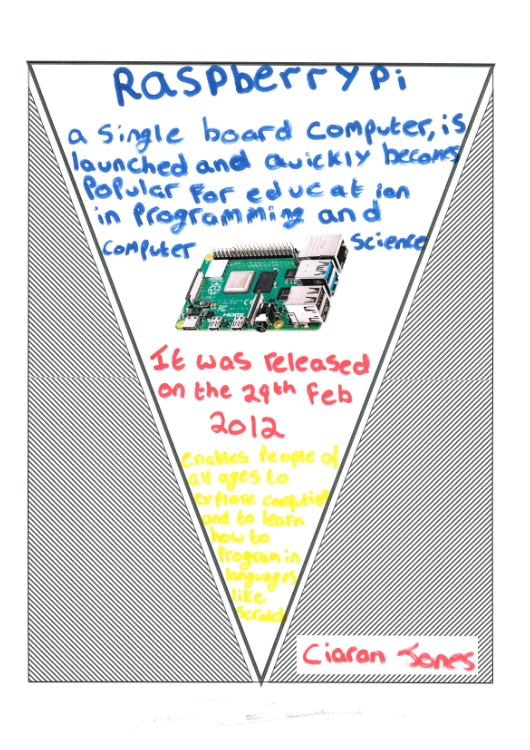 Raspberry Pi
a single board computer, is
launched and quickly becomes
Popular for education
in Programming and
computer science
It was released
on the 29th Feb
2012
enables People of
all ages to
explore computing
and to learn
how to
Program in
languages
like
Scratch
Ciaran Jones